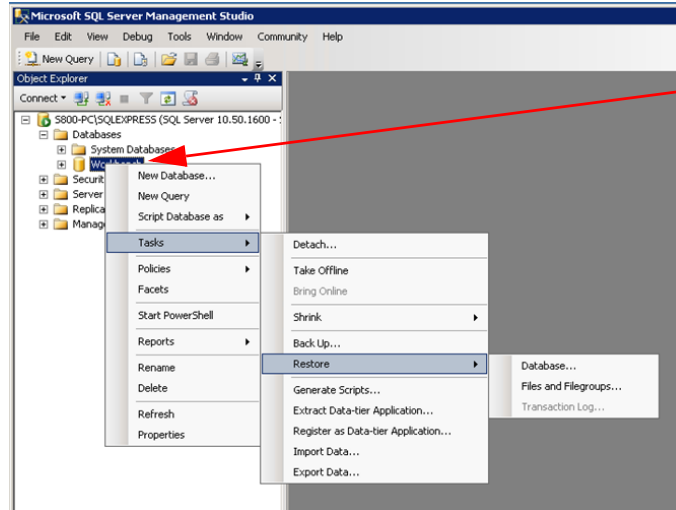 Microsoft SQL Server Management Studio
File Edit View Debug Tools Window Community Help
New Query
Object Explorer
Connect
S800-PC\SQLEXPRESS (SQL Server 10.50.1600 -
Databases
System Databases
Securit
Server
Replica
Manag
New Database...
New Query
Script Database as
Tasks
Policies
Facets
Start PowerShell
Reports
Rename
Delete
Refresh
Properties
Detach...
Take Offline
Bring Online
Shrink
Back Up...
Restore
Generate Scripts...
Extract Data-tier Application...
Register as Data-tier Application...
Import Data...
Export Data...
Database...
Files and Filegroups...
Transaction Log...